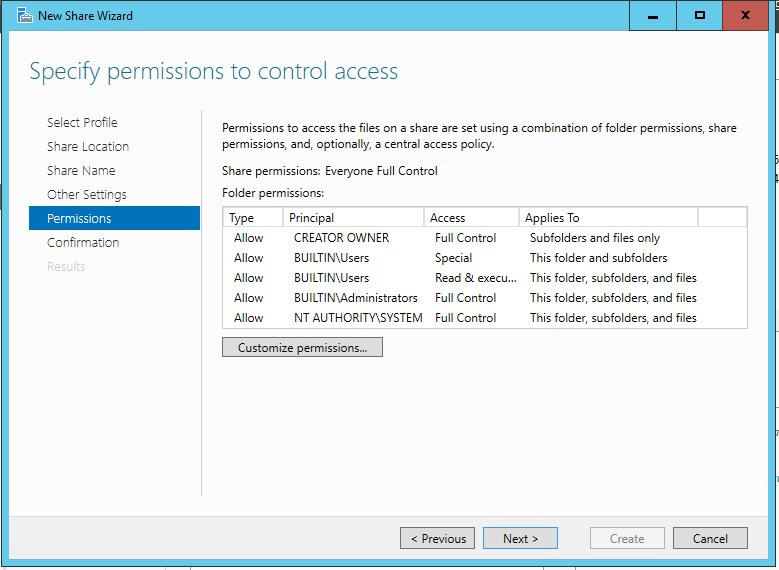 New Share Wizard
Specify permissions to control access
Select Profile
Share Location
Share Name
Other Settings
Permissions
Confirmation
Results
Permissions to access the files on a share are set using a combination of folder permissions, share
permissions, and, optionally, a central access policy.
Share permissions: Everyone Full Control
Folder permissions:
Type Principal Access Applies To
Allow CREATOR OWNER Full Control Subfolders and files only
Allow BUILTIN\Users Special This folder and subfolders
Allow BUILTIN\Users Read & execu... This folder, subfolders, and files
Allow BUILTIN\Administrators Full Control This folder, subfolders, and files
Allow NT AUTHORITY\SYSTEM Full Control This folder, subfolders, and files
Customize permissions...
< Previous Next > Create Cancel